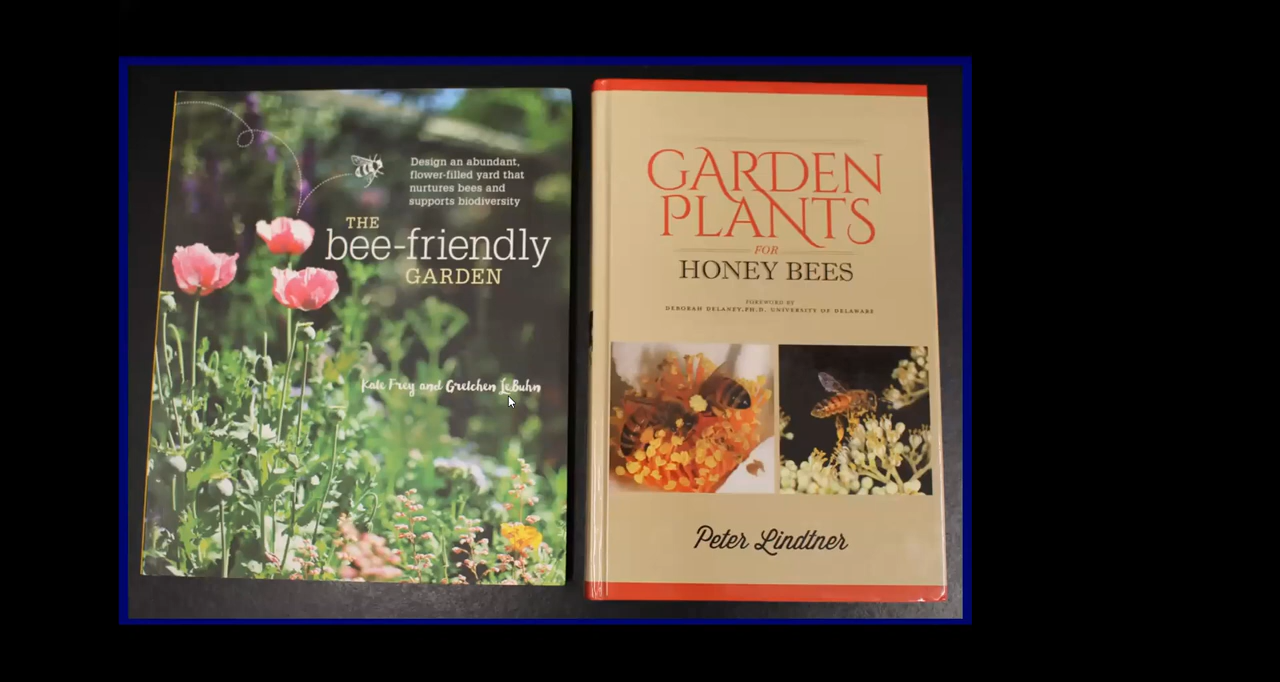 Design an abundant,
flower-filled yard that
nurtures bees and
supports biodiversity
THE
bee-friendly
GARDEN
Kate Frey and Gretchen LeBuhn
GARDEN
PLANTS
FOR
HONEY BEES
FOREWORD BY
DEBORAH DELANEY, PH.D. UNIVERSITY OF DELAWARE
Peter Lindtner